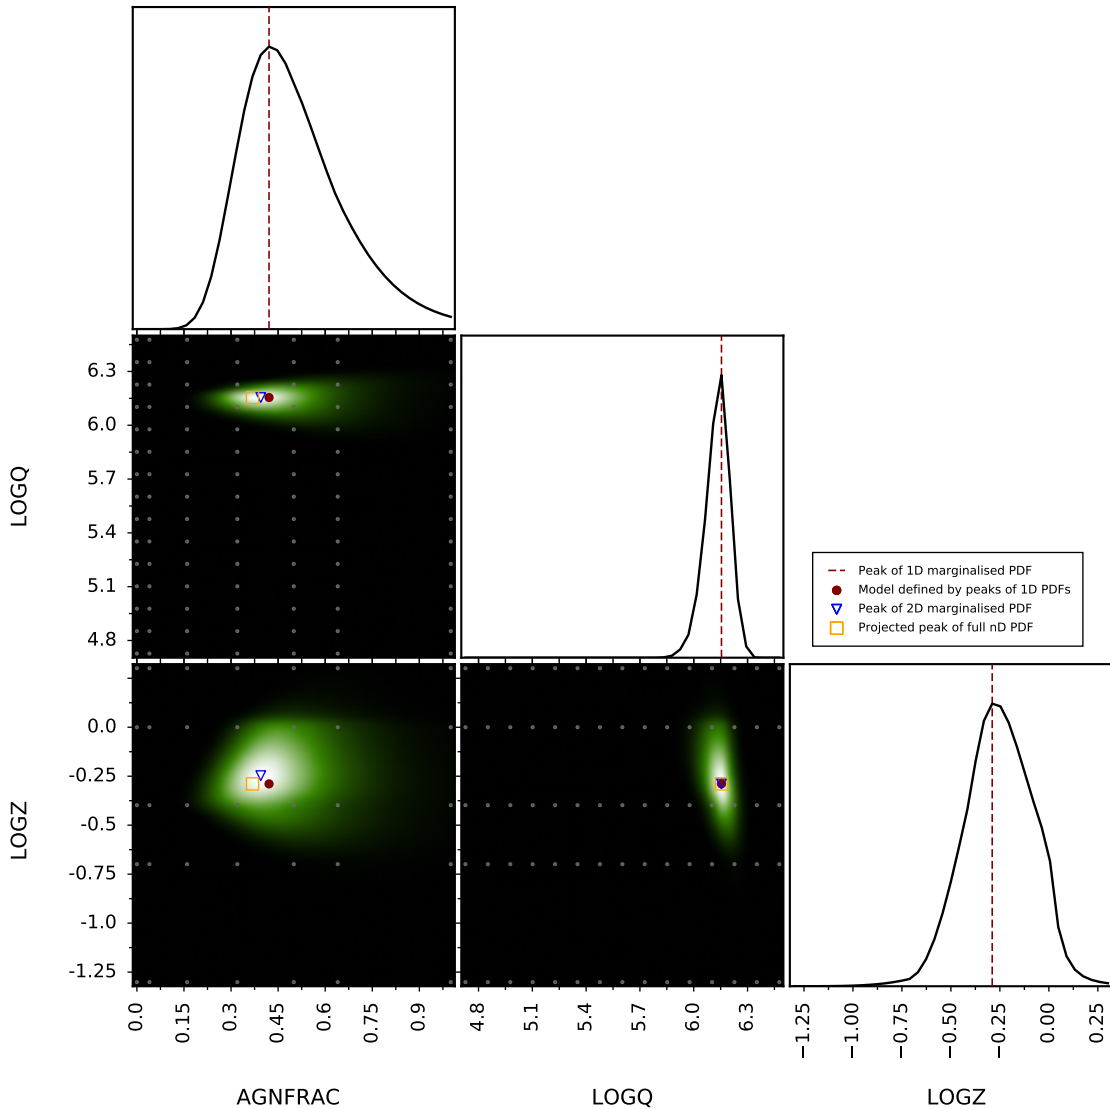 6.3
6.0
5.7
5.4
5.1
4.8
LOGQ
Peak of 1D marginalised PDF
Model defined by peaks of 1D PDFs
Peak of 2D marginalised PDF
Projected peak of full nD PDF
0.0
-0.25
-0.5
-0.75
-1.0
-1.25
LOGZ
0.0 0.15 0.3 0.45 0.6 0.75 0.9
4.8 5.1 5.4 5.7 6.0 6.3
−1.25 −1.00 −0.75 −0.50 −0.25 0.00 0.25
AGNFRAC
LOGQ
LOGZ